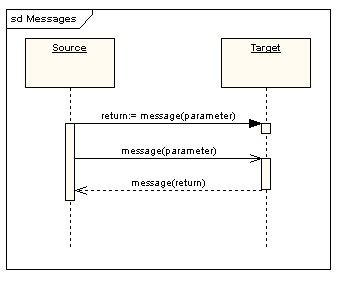 sd Messages
Source
Target
return:= message(parameter)
message(parameter)
message(return)